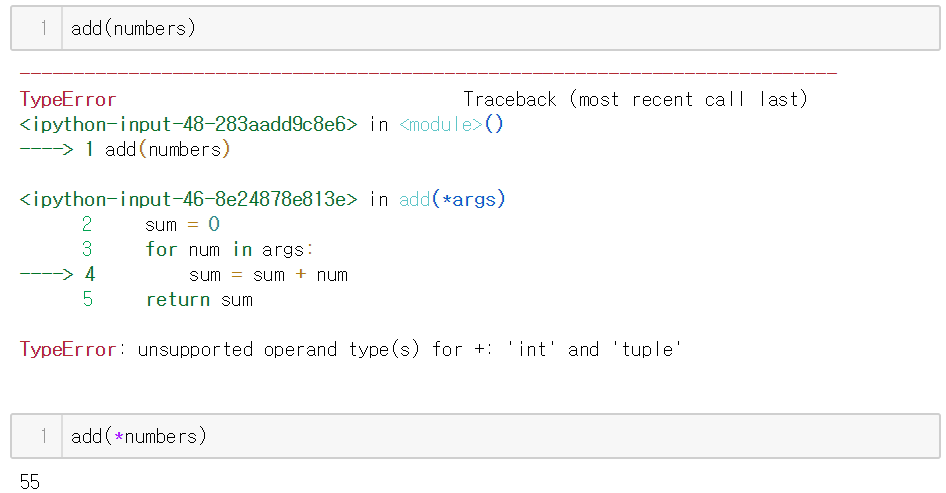 1 add(numbers)
---------------------------------------------------------------------------
TypeError                                 Traceback (most recent call last)
<ipython-input-48-283aadd9c8e6> in <module>()
----> 1 add(numbers)
<ipython-input-46-8e24878e813e> in add(*args)
      2     sum = 0
      3     for num in args:
----> 4         sum = sum + num
      5     return sum
TypeError: unsupported operand type(s) for +: 'int' and 'tuple'
1 add(*numbers)
55